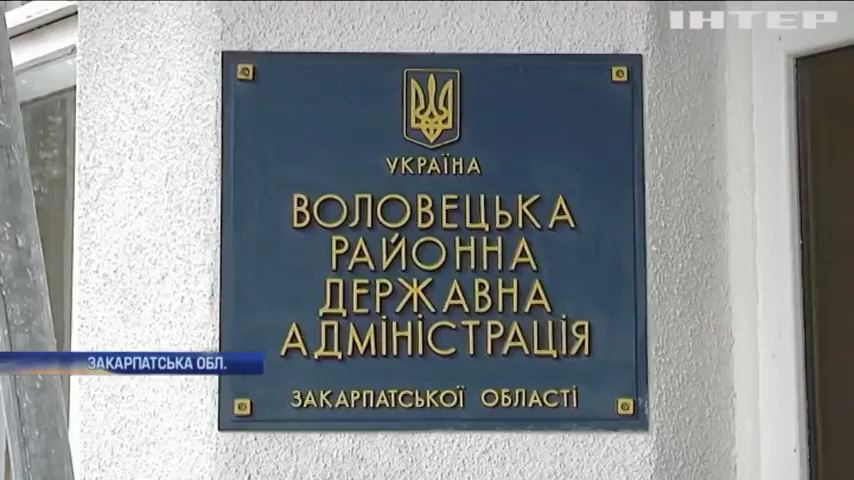 ІНТЕР
УКРАЇНА
ВОЛОВЕЦЬКА
РАЙОННА
ДЕРЖАВНА
АДМІНІСТРАЦІЯ
ЗАКАРПАТСЬКОЇ ОБЛАСТІ
ЗАКАРПАТСЬКА ОБЛ.